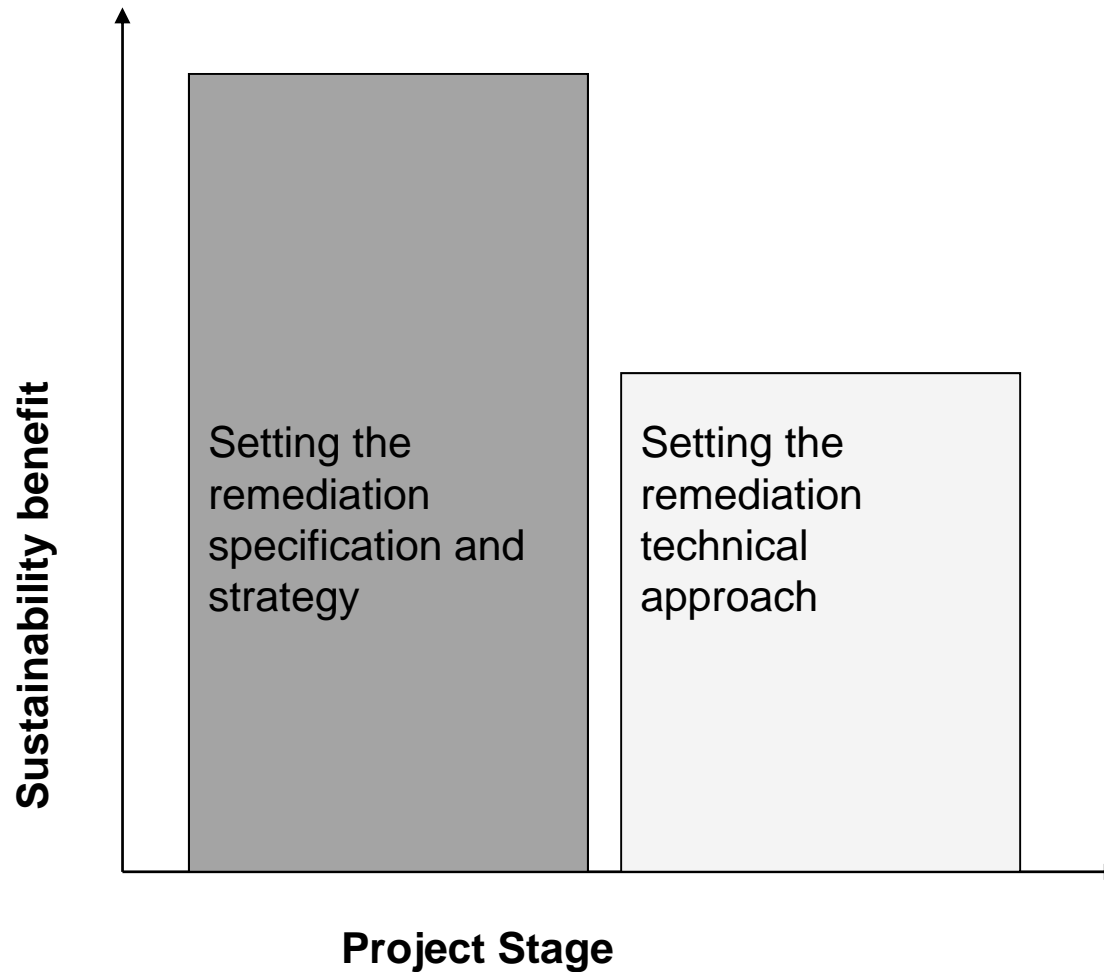 Sustainability benefit
Setting the
remediation
specification and
strategy
Setting the
remediation
technical
approach
Project Stage